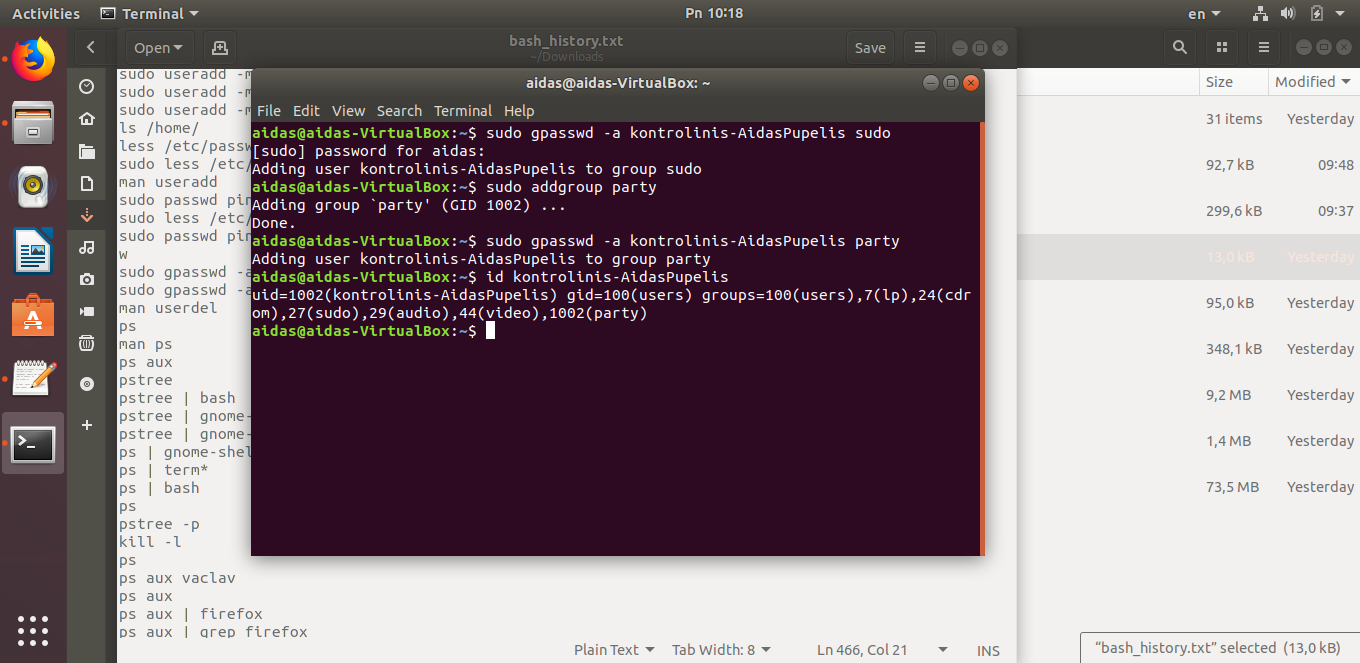 Activities Terminal Pn 10:18 en
Open bash_history.txt Save
~/Downloads
sudo useradd -m
sudo useradd -m
sudo useradd -m
ls /home/
less /etc/passw
sudo less /etc/
man useradd
sudo passwd pin
sudo less /etc/
sudo passwd pin
w
sudo gpasswd -a
sudo gpasswd -a
man userdel
ps
man ps
ps aux
pstree
pstree | bash
pstree | gnome-
pstree | gnome-
ps | gnome-shel
ps | term*
ps | bash
ps
pstree -p
kill -l
ps
ps aux vaclav
ps aux
ps aux | firefox
ps aux | grep firefox
Plain Text Tab Width: 8 Ln 466, Col 21 INS
aidas@aidas-VirtualBox: ~
File Edit View Search Terminal Help
aidas@aidas-VirtualBox:~$ sudo gpasswd -a kontrolinis-AidasPupelis sudo
[sudo] password for aidas:
Adding user kontrolinis-AidasPupelis to group sudo
aidas@aidas-VirtualBox:~$ sudo addgroup party
Adding group `party' (GID 1002) ...
Done.
aidas@aidas-VirtualBox:~$ sudo gpasswd -a kontrolinis-AidasPupelis party
Adding user kontrolinis-AidasPupelis to group party
aidas@aidas-VirtualBox:~$ id kontrolinis-AidasPupelis
uid=1002(kontrolinis-AidasPupelis) gid=100(users) groups=100(users),7(lp),24(cdr
om),27(sudo),29(audio),44(video),1002(party)
aidas@aidas-VirtualBox:~$
Size Modified
31 items Yesterday
92,7 kB 09:48
299,6 kB 09:37
13,0 kB Yesterday
95,0 kB Yesterday
348,1 kB Yesterday
9,2 MB Yesterday
1,4 MB Yesterday
73,5 MB Yesterday
“bash_history.txt” selected (13,0 kB)